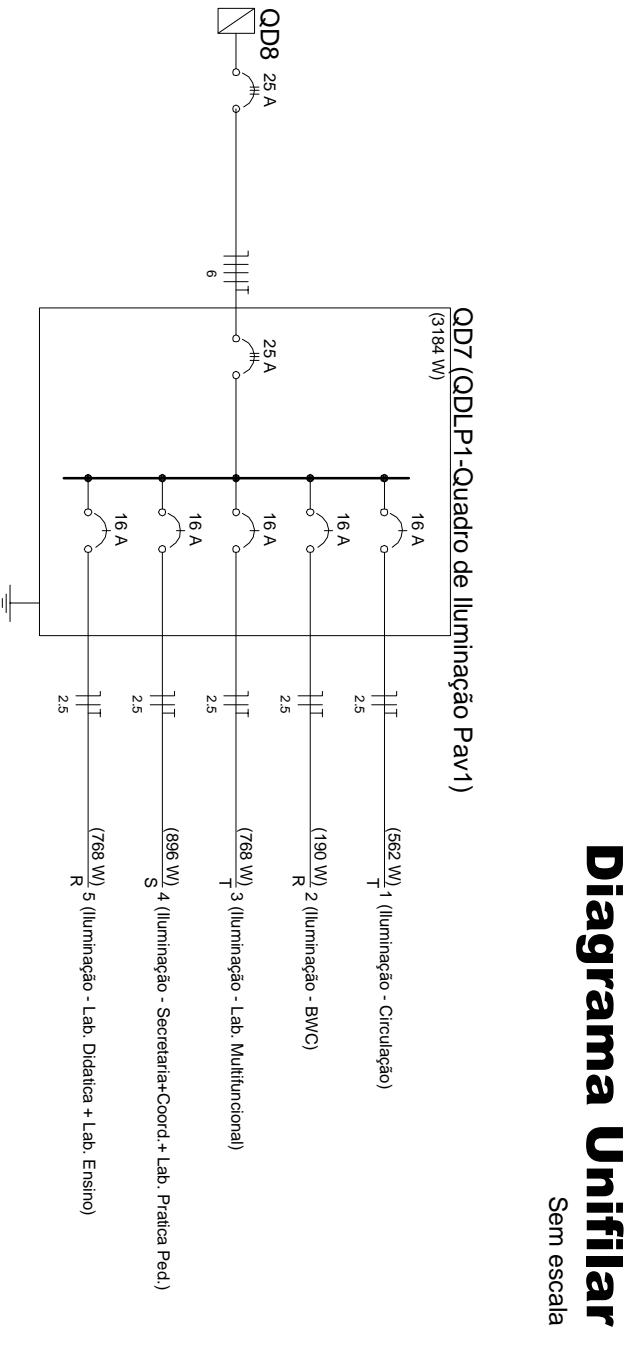 Diagrama Unifilar
Sem escala
QD8
25 A
6
QD7 (QDLP1-Quadro de Iluminação Pav1)
(3184 W)
25 A
16 A
2.5
(562 W)
T
1 (Iluminação - Circulação)
16 A
2.5
(190 W)
R
2 (Iluminação - BWC)
16 A
2.5
(768 W)
T
3 (Iluminação - Lab. Multifuncional)
16 A
2.5
(896 W)
S
4 (Iluminação - Secretaria+Coord.+ Lab. Pratica Ped.)
16 A
2.5
(768 W)
R
5 (Iluminação - Lab. Didatica + Lab. Ensino)